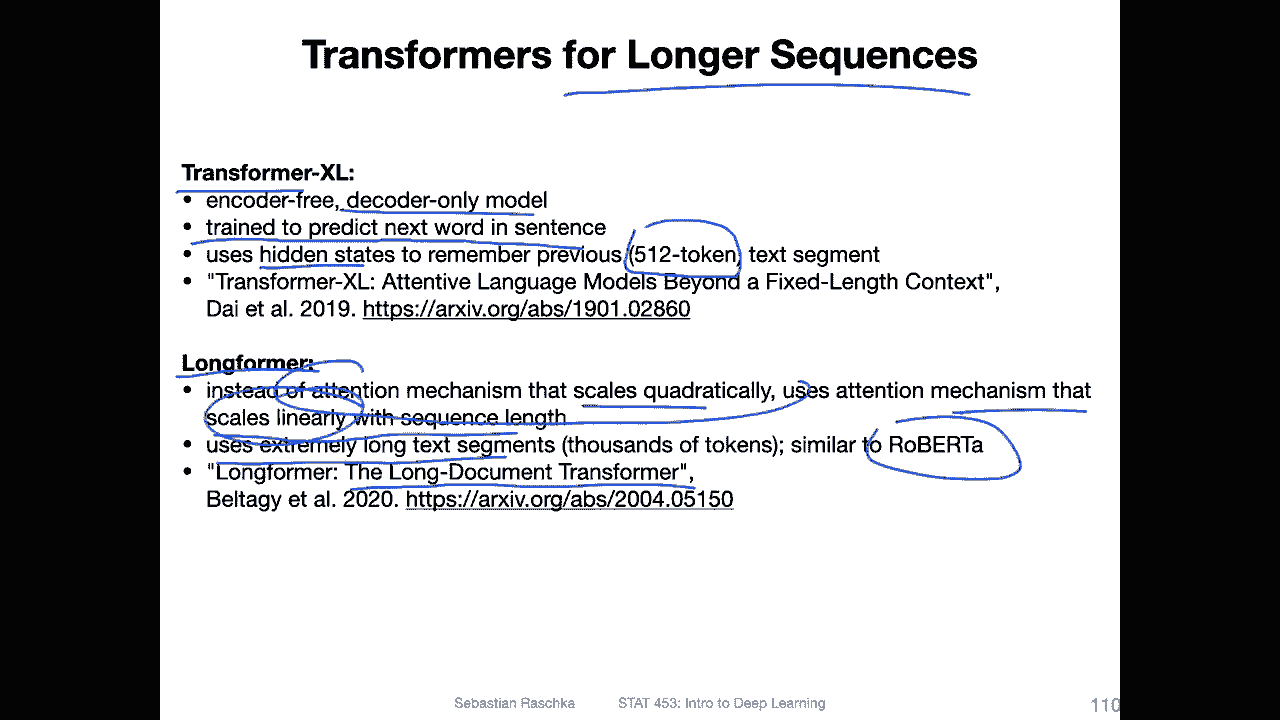 Transformers for Longer Sequences
Transformer-XL:
• encoder-free, decoder-only model
• trained to predict next word in sentence
• uses hidden states to remember previous (512-token) text segment
• "Transformer-XL: Attentive Language Models Beyond a Fixed-Length Context",
Dai et al. 2019. https://arxiv.org/abs/1901.02860
Longformer:
• instead of attention mechanism that scales quadratically, uses attention mechanism that
scales linearly with sequence length
• uses extremely long text segments (thousands of tokens); similar to RoBERTa
• "Longformer: The Long-Document Transformer",
Beltagy et al. 2020. https://arxiv.org/abs/2004.05150
Sebastian Raschka STAT 453: Intro to Deep Learning 110